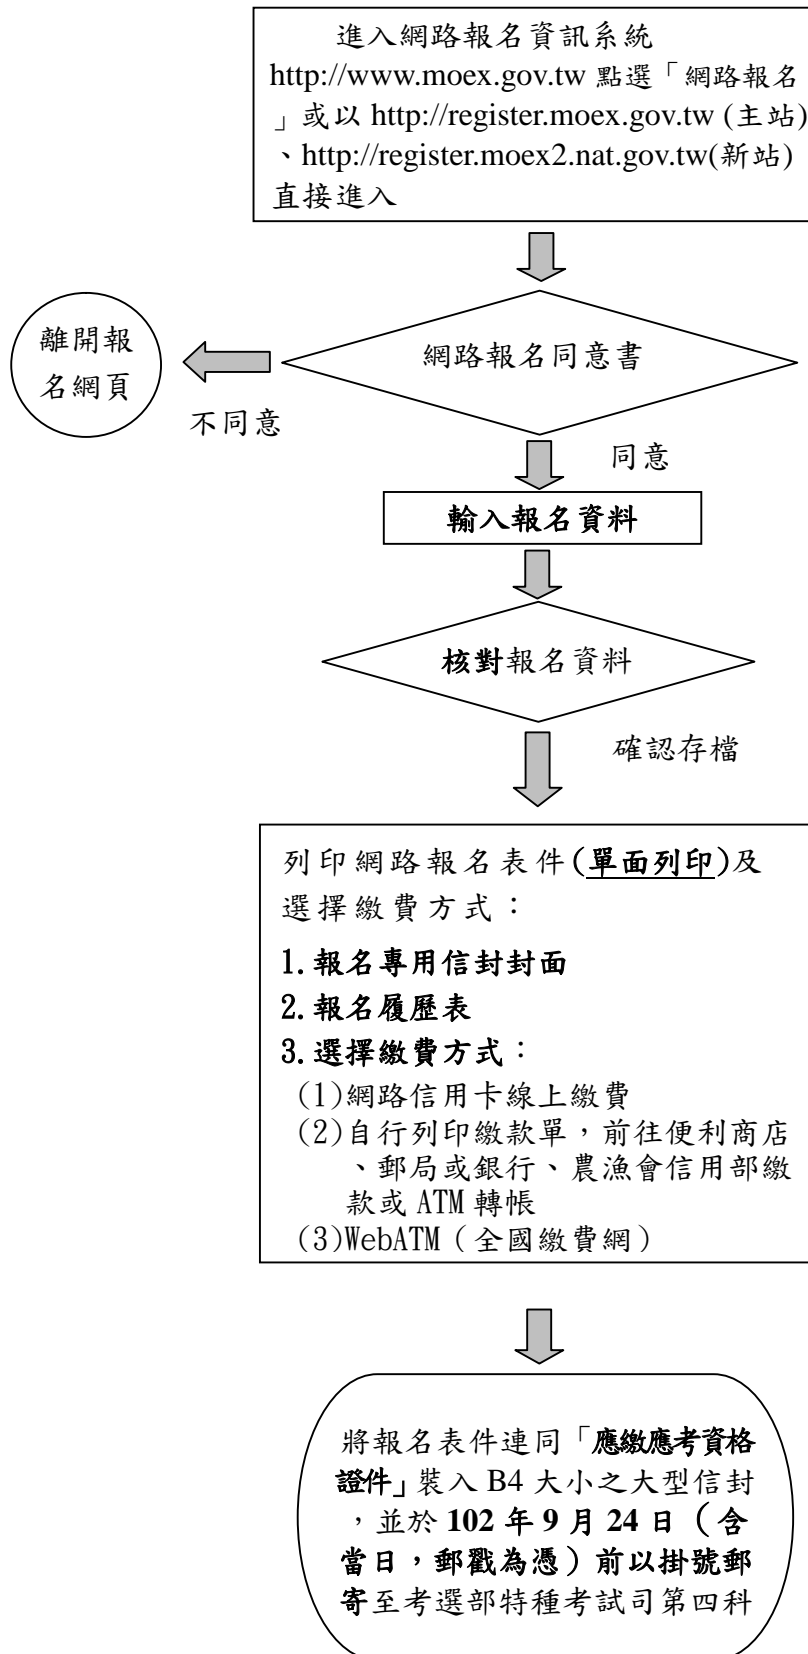 進入網路報名資訊系統
http://www.moex.gov.tw 點選「網路報名
」或以 http://register.moex.gov.tw (主站)
、http://register.moex2.nat.gov.tw(新站)
直接進入
離開報
名網頁
網路報名同意書
不同意
同意
輸入報名資料
核對報名資料
確認存檔
列印網路報名表件(單面列印)及
選擇繳費方式：
1.報名專用信封封面
2.報名履歷表
3.選擇繳費方式：
(1)網路信用卡線上繳費
(2)自行列印繳款單，前往便利商店
、郵局或銀行、農漁會信用部繳
款或 ATM 轉帳
(3)WebATM（全國繳費網）
將報名表件連同「應繳應考資格
證件」裝入 B4 大小之大型信封
，並於 102 年 9 月 24 日（含
當日，郵戳為憑）前以掛號郵
寄至考選部特種考試司第四科